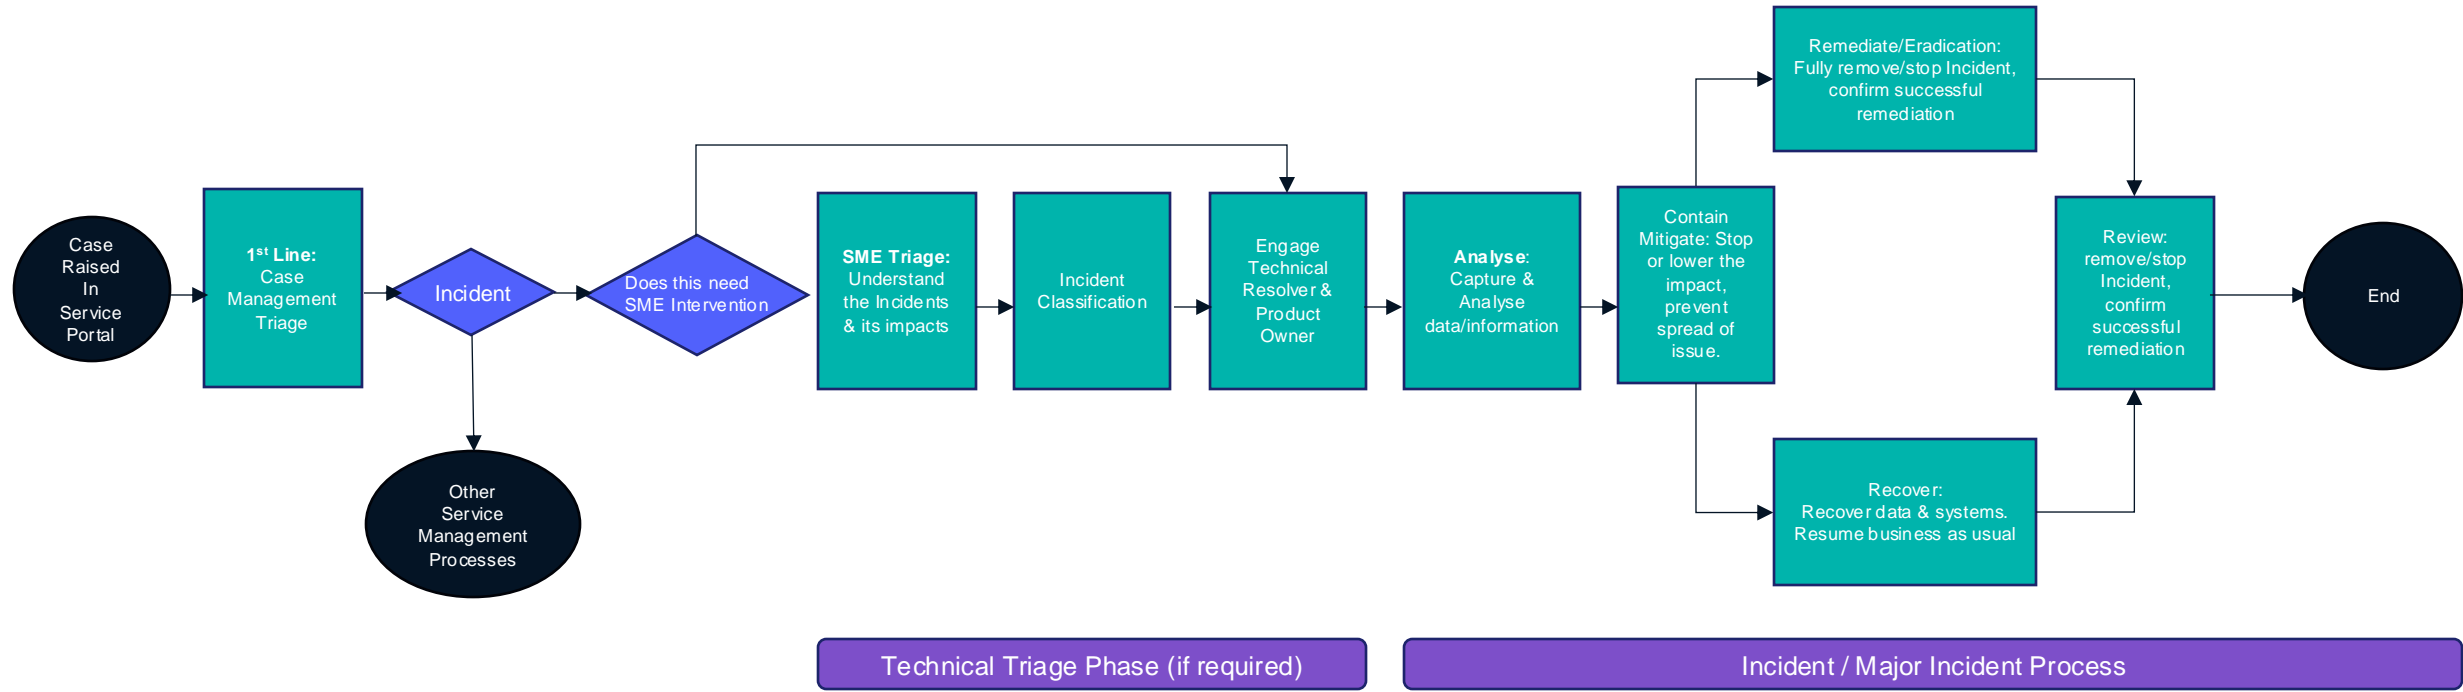 Case
Raised
In
Service
Portal
1st Line:
Case
Management
Triage
Incident
Other
Service
Management
Processes
Does this need
SME Intervention
SME Triage:
Understand
the Incidents
& its impacts
Incident
Classification
Engage
Technical
Resolver &
Product
Owner
Analyse:
Capture &
Analyse
data/information
Contain
Mitigate: Stop
or lower the
impact,
prevent
spread of
issue.
Remediate/Eradication:
Fully remove/stop Incident,
confirm successful
remediation
Recover:
Recover data & systems.
Resume business as usual
Review:
remove/stop
Incident,
confirm
successful
remediation
End
Technical Triage Phase (if required)
Incident / Major Incident Process